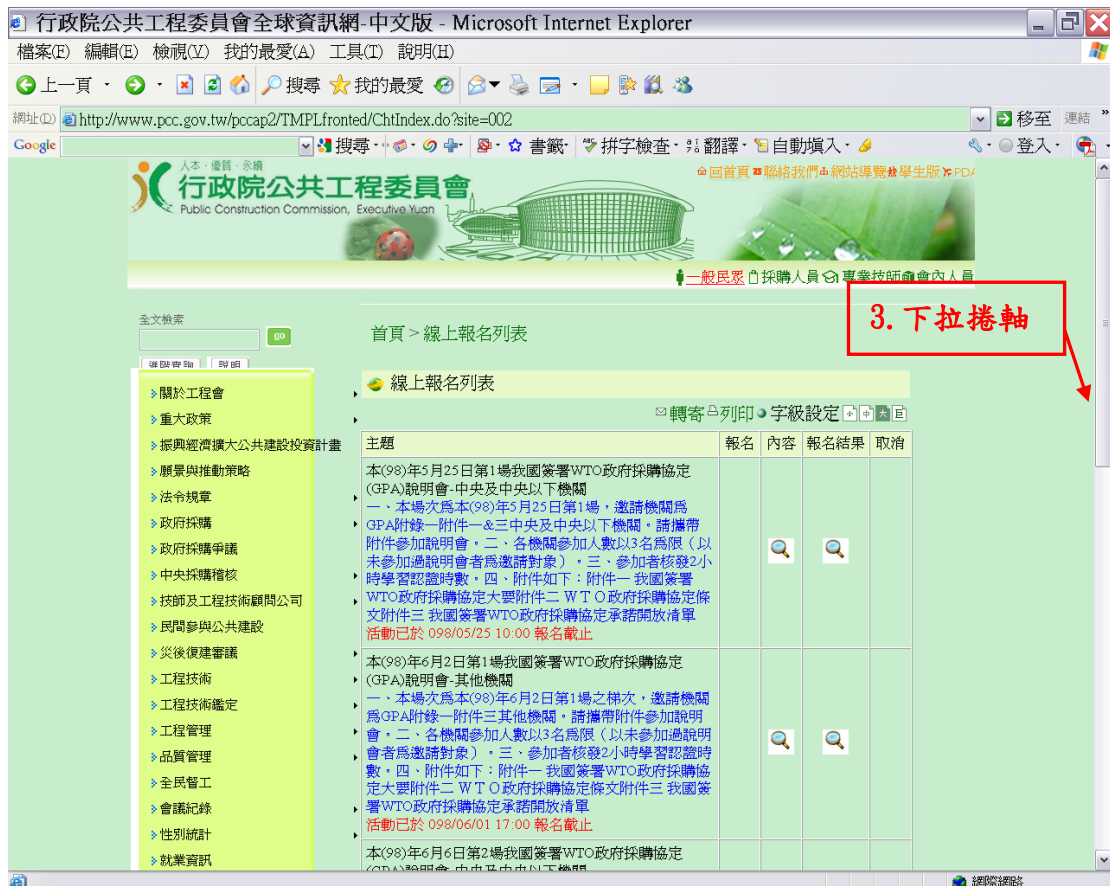 行政院公共工程委員會全球資訊網-中文版 - Microsoft Internet Explorer
檔案(F) 編輯(E) 檢視(V) 我的最愛(A) 工具(T) 說明(H)
上一頁 搜尋 我的最愛
網址(D) http://www.pcc.gov.tw/pccap2/TMPLfronted/ChtIndex.do?site=002 移至 連結 »
Google 搜尋 書籤 拼字檢查 翻譯 自動填入 登入
人本‧優質‧永續
行政院公共工程委員會
Public Construction Commission, Executive Yuan
回首頁 聯絡我們 網站導覽 學生版 PDA
一般民眾 採購人員 專業技師 會內人員
3.下拉捲軸
全文檢索
go
進階查詢 說明
首頁 > 線上報名列表
線上報名列表
轉寄 列印 字級設定 小 中 大 巨
關於工程會
重大政策
振興經濟擴大公共建設投資計畫
願景與推動策略
法令規章
政府採購
政府採購爭議
中央採購稽核
技師及工程技術顧問公司
民間參與公共建設
災後復建審議
工程技術
工程技術鑑定
工程管理
品質管理
全民督工
會議紀錄
性別統計
就業資訊
主題 報名 內容 報名結果 取消
本(98)年5月25日第1場我國簽署WTO政府採購協定
(GPA)說明會-中央及中央以下機關
一、本場次為本(98)年5月25日第1場，邀請機關為
GPA附錄一附件一&三中央及中央以下機關。請攜帶
附件參加說明會。二、各機關參加人數以3名為限（以
未參加過說明會者為邀請對象）。三、參加者核發2小
時學習認證時數。四、附件如下：附件一 我國簽署
WTO政府採購協定大要附件二 ＷＴＯ政府採購協定條
文附件三 我國簽署WTO政府採購協定承諾開放清單
活動已於 098/05/25 10:00 報名截止
本(98)年6月2日第1場我國簽署WTO政府採購協定
(GPA)說明會-其他機關
一、本場次為本(98)年6月2日第1場之梯次，邀請機關
為GPA附錄一附件三其他機關。請攜帶附件參加說明
會。二、各機關參加人數以3名為限（以未參加過說明
會者為邀請對象）。三、參加者核發2小時學習認證時
數。四、附件如下：附件一 我國簽署WTO政府採購協
定大要附件二 ＷＴＯ政府採購協定條文附件三 我國簽
署WTO政府採購協定承諾開放清單
活動已於 098/06/01 17:00 報名截止
本(98)年6月6日第2場我國簽署WTO政府採購協定
(GPA)說明會-中央及中央以下機關
網際網路